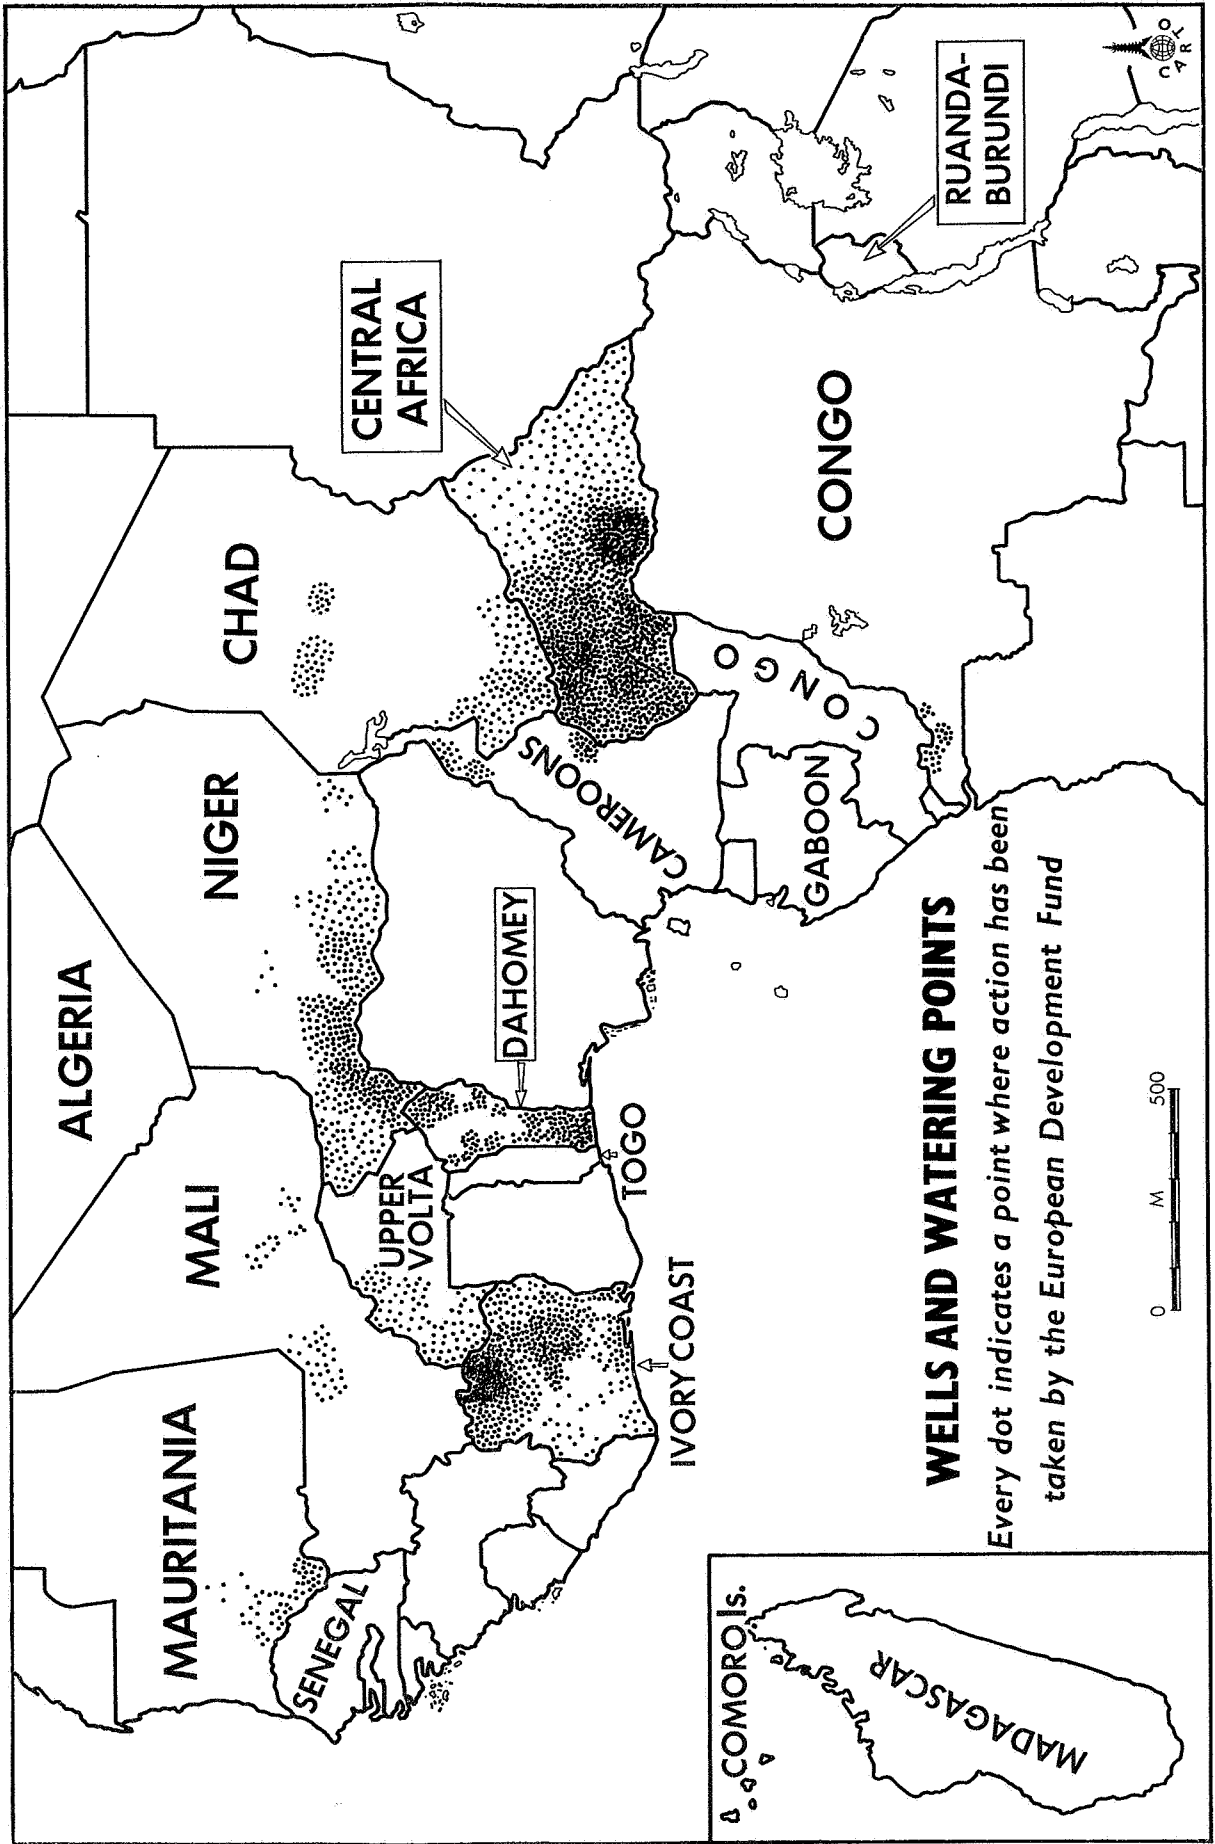 ALGERIA
MAURITANIA
MALI
NIGER
CHAD
CENTRAL
AFRICA
SENEGAL
UPPER
VOLTA
DAHOMEY
CAMEROONS
IVORY COAST
TOGO
GABOON
CONGO
CONGO
RUANDA-
BURUNDI
WELLS AND WATERING POINTS
Every dot indicates a point where action has been
taken by the European Development Fund
0 M 500
COMORO Is.
MADAGASCAR
CARTO